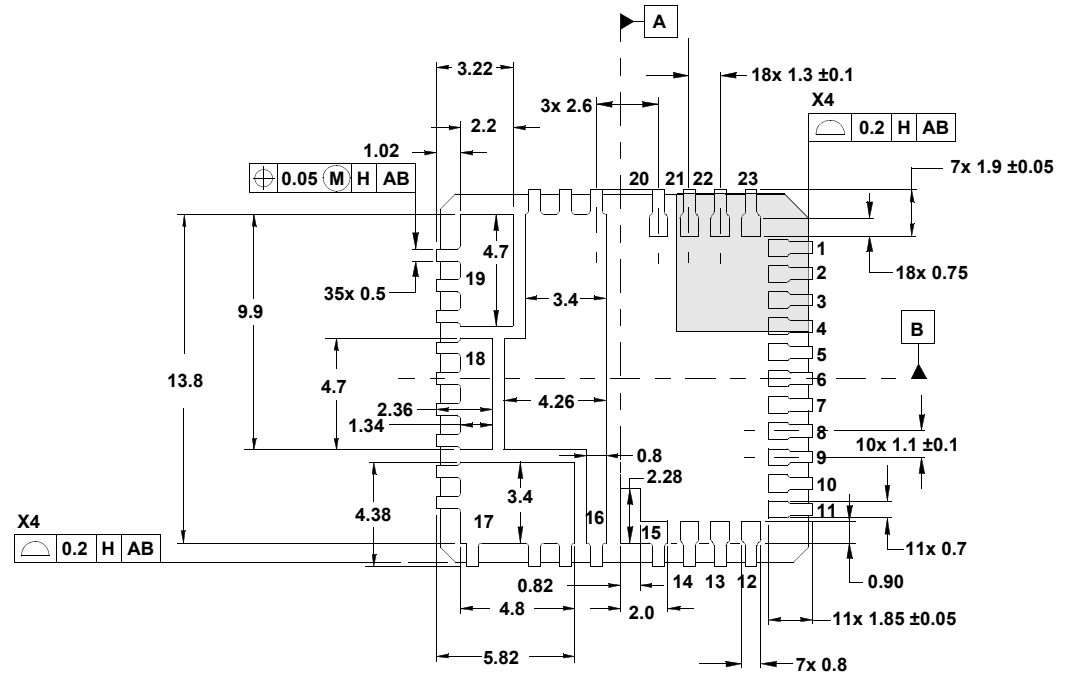 A
3.22
18x 1.3 ±0.1
X4
3x 2.6
2.2
0.2 H AB
1.02
7x 1.9 ±0.05
0.05 M H AB
20 21 22 23
4.7
1
19
2
18x 0.75
35x 0.5
3.4
3
9.9
4
B
5
18
13.8
6
4.7
4.26
7
2.36
1.34
8
10x 1.1 ±0.1
0.8
9
2.28
10
3.4
4.38
11
X4
17
16
15
0.2 H AB
11x 0.7
0.82
14 13 12
0.90
4.8
2.0
11x 1.85 ±0.05
5.82
7x 0.8